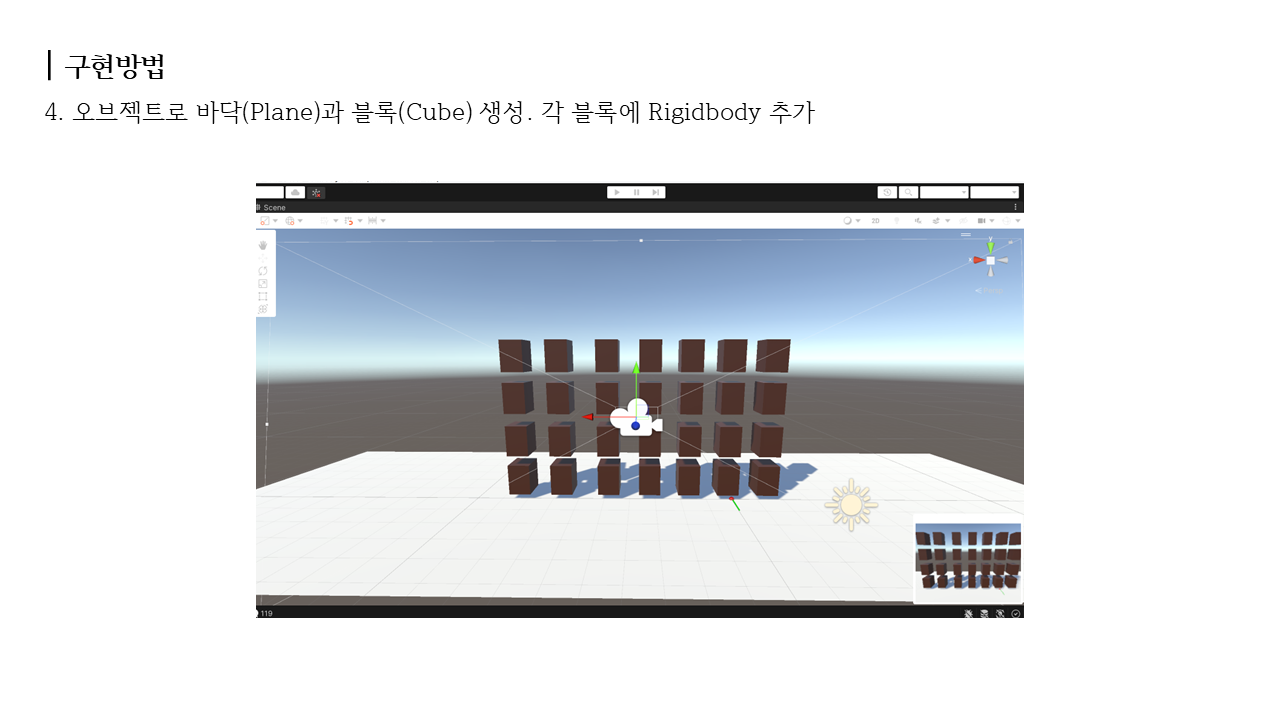 구현방법
4. 오브젝트로 바닥(Plane)과 블록(Cube) 생성. 각 블록에 Rigidbody 추가
Scene
2D
y
x
119